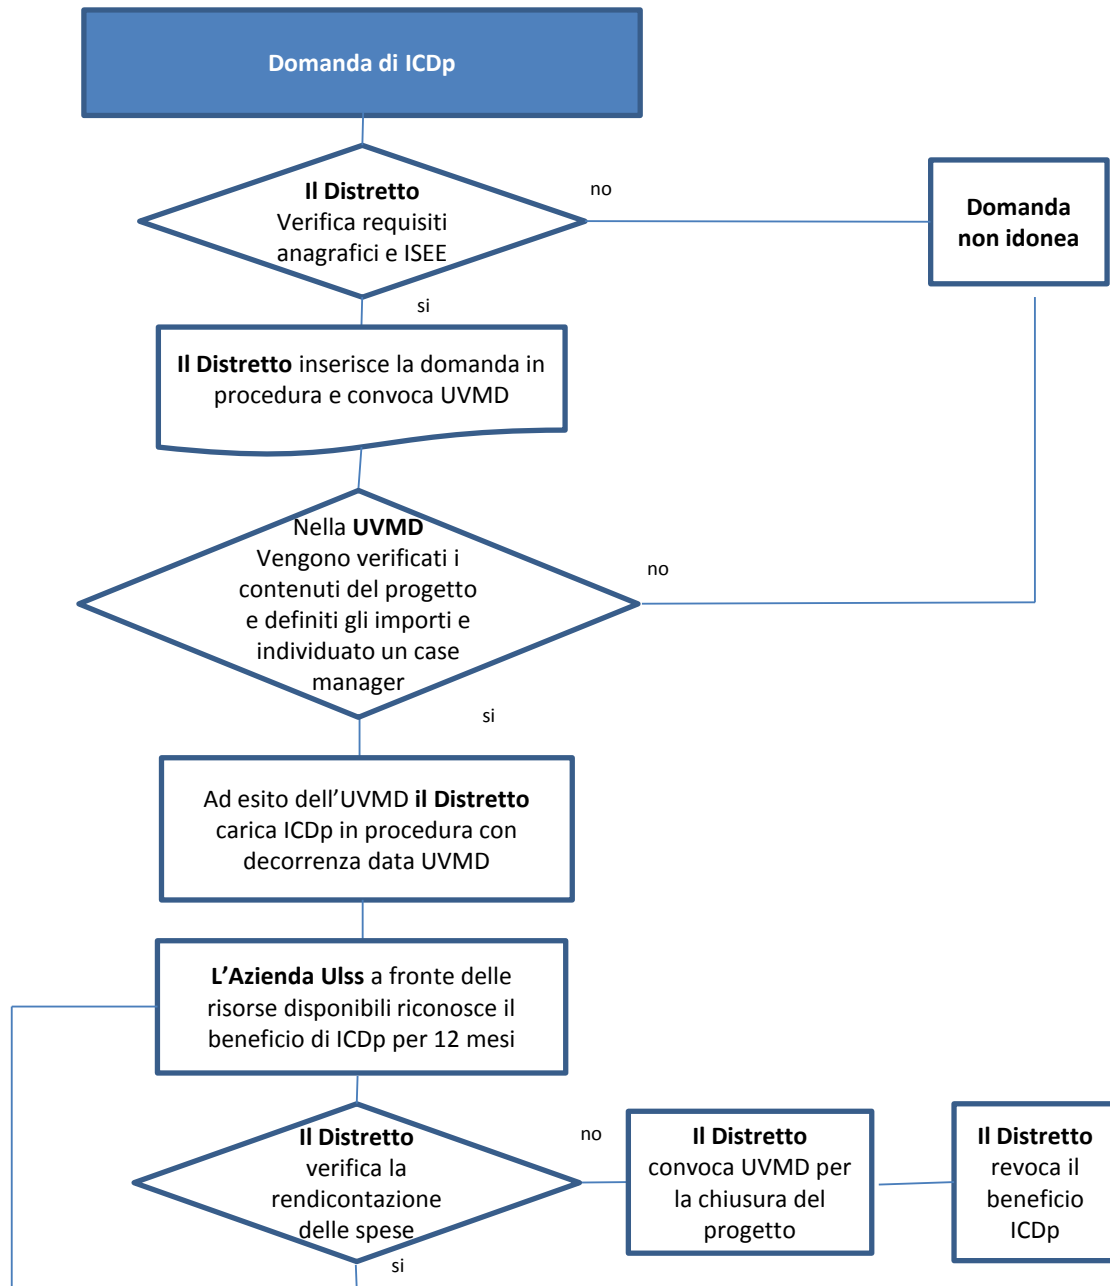 Domanda di ICDp
Il Distretto
Verifica requisiti
anagrafici e ISEE
no
Domanda
non idonea
si
Il Distretto inserisce la domanda in
procedura e convoca UVMD
Nella UVMD
Vengono verificati i
contenuti del progetto
e definiti gli importi e
individuato un case
manager
no
si
Ad esito dell’UVMD il Distretto
carica ICDp in procedura con
decorrenza data UVMD
L’Azienda Ulss a fronte delle
risorse disponibili riconosce il
beneficio di ICDp per 12 mesi
Il Distretto
verifica la
rendicontazione
delle spese
no
Il Distretto
convoca UVMD per
la chiusura del
progetto
Il Distretto
revoca il
beneficio
ICDp
si